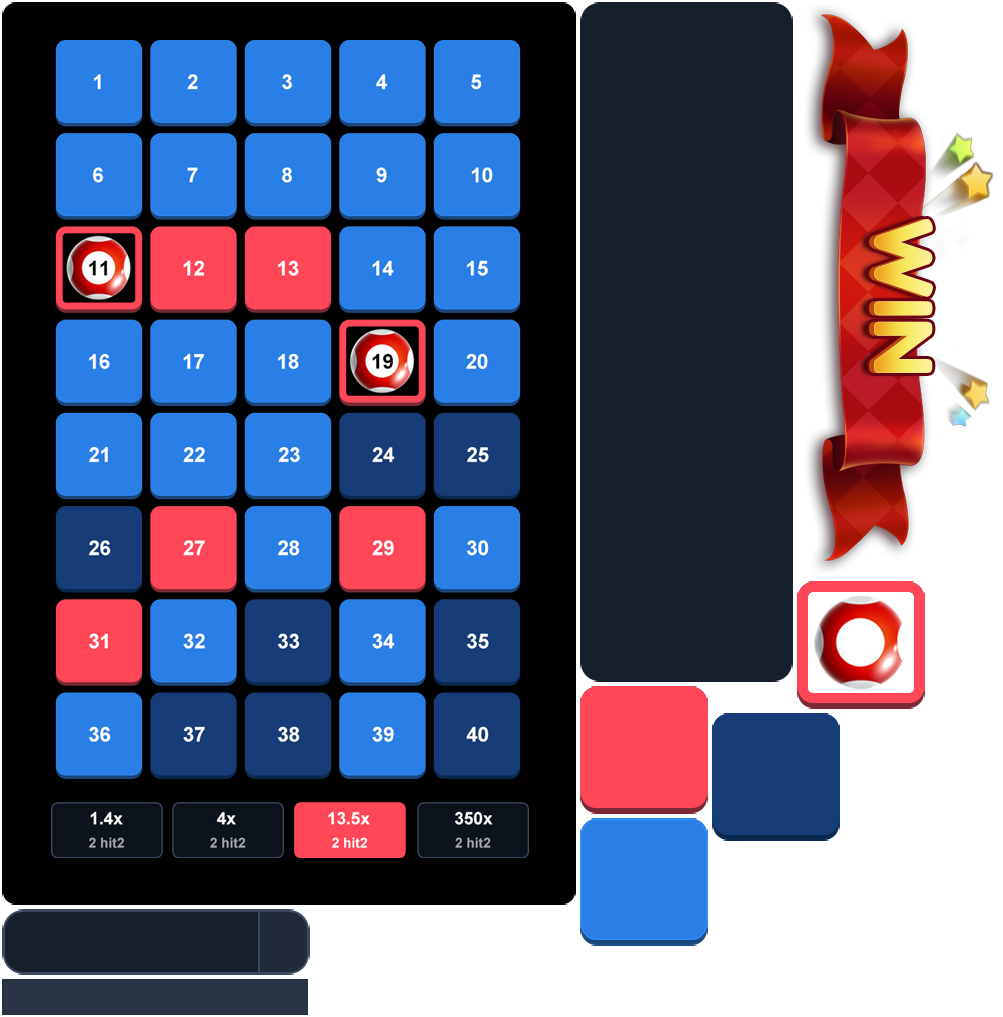 1 2 3 4 5
6 7 8 9 10
11 12 13 14 15
16 17 18 19 20
21 22 23 24 25
26 27 28 29 30
31 32 33 34 35
36 37 38 39 40
1.4x 4x 13.5x 350x
2 hit2 2 hit2 2 hit2 2 hit2
WIN